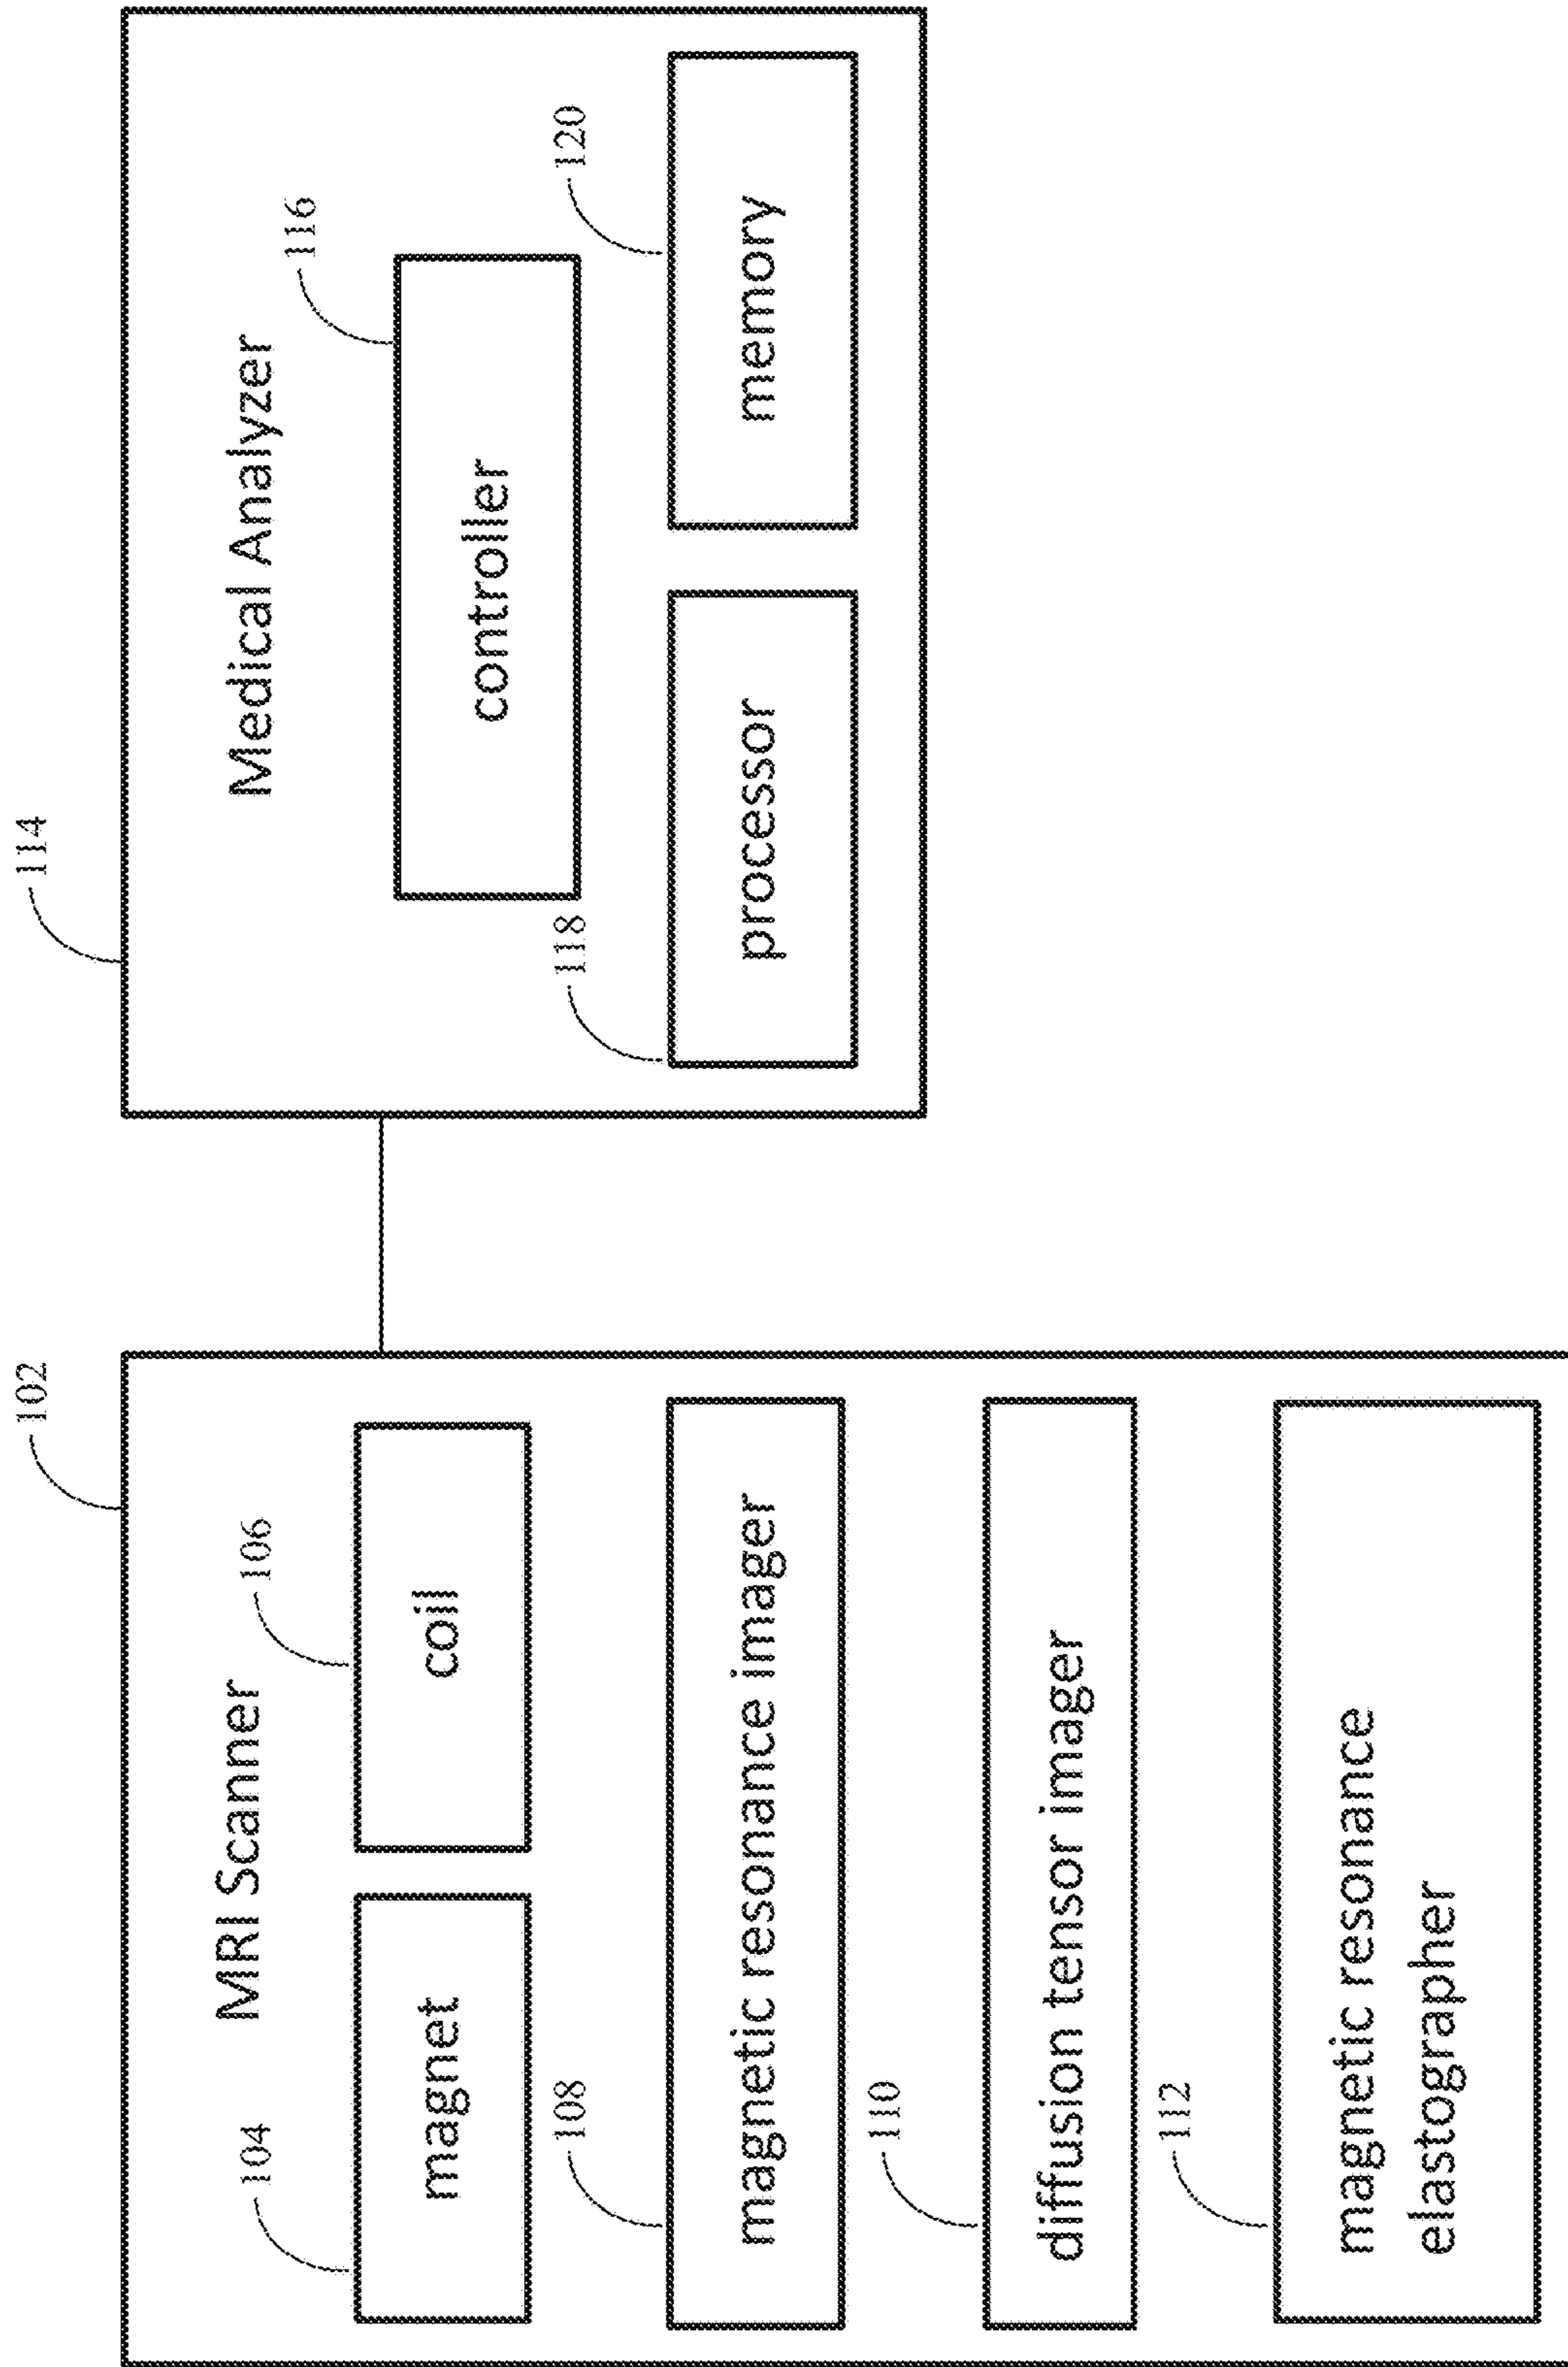 102
MRI Scanner
104
magnet
106
coil
108
magnetic resonance imager
110
diffusion tensor imager
112
magnetic resonance
elastographer
114
Medical Analyzer
116
controller
118
processor
120
memory